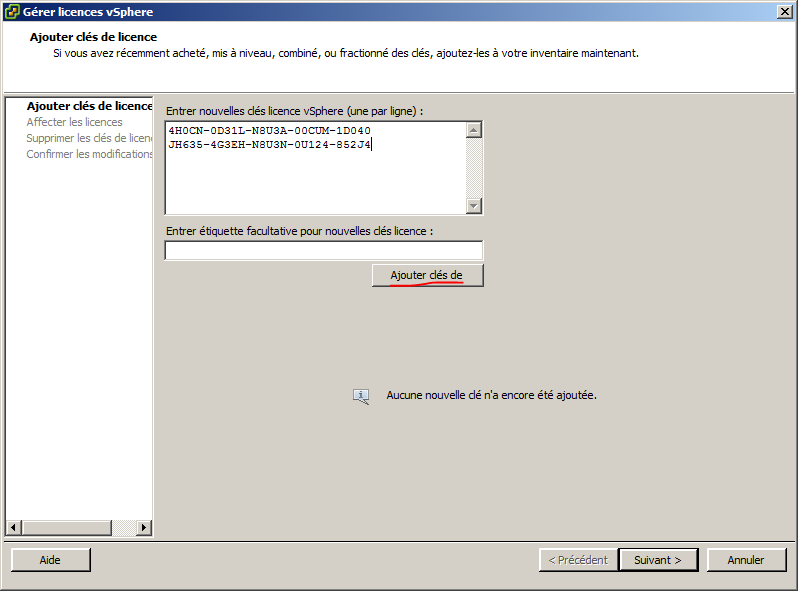 Gérer licences vSphere
Ajouter clés de licence
Si vous avez récemment acheté, mis à niveau, combiné, ou fractionné des clés, ajoutez-les à votre inventaire maintenant.
Ajouter clés de licence
Affecter les licences
Supprimer les clés de licen
Confirmer les modifications
Entrer nouvelles clés licence vSphere (une par ligne) :
4H0CN-0D31L-N8U3A-00CUM-1D040
JH635-4G3EH-N8U3N-0U124-852J4
Entrer étiquette facultative pour nouvelles clés licence :
Ajouter clés de
Aucune nouvelle clé n'a encore été ajoutée.
Aide
< Précédent
Suivant >
Annuler